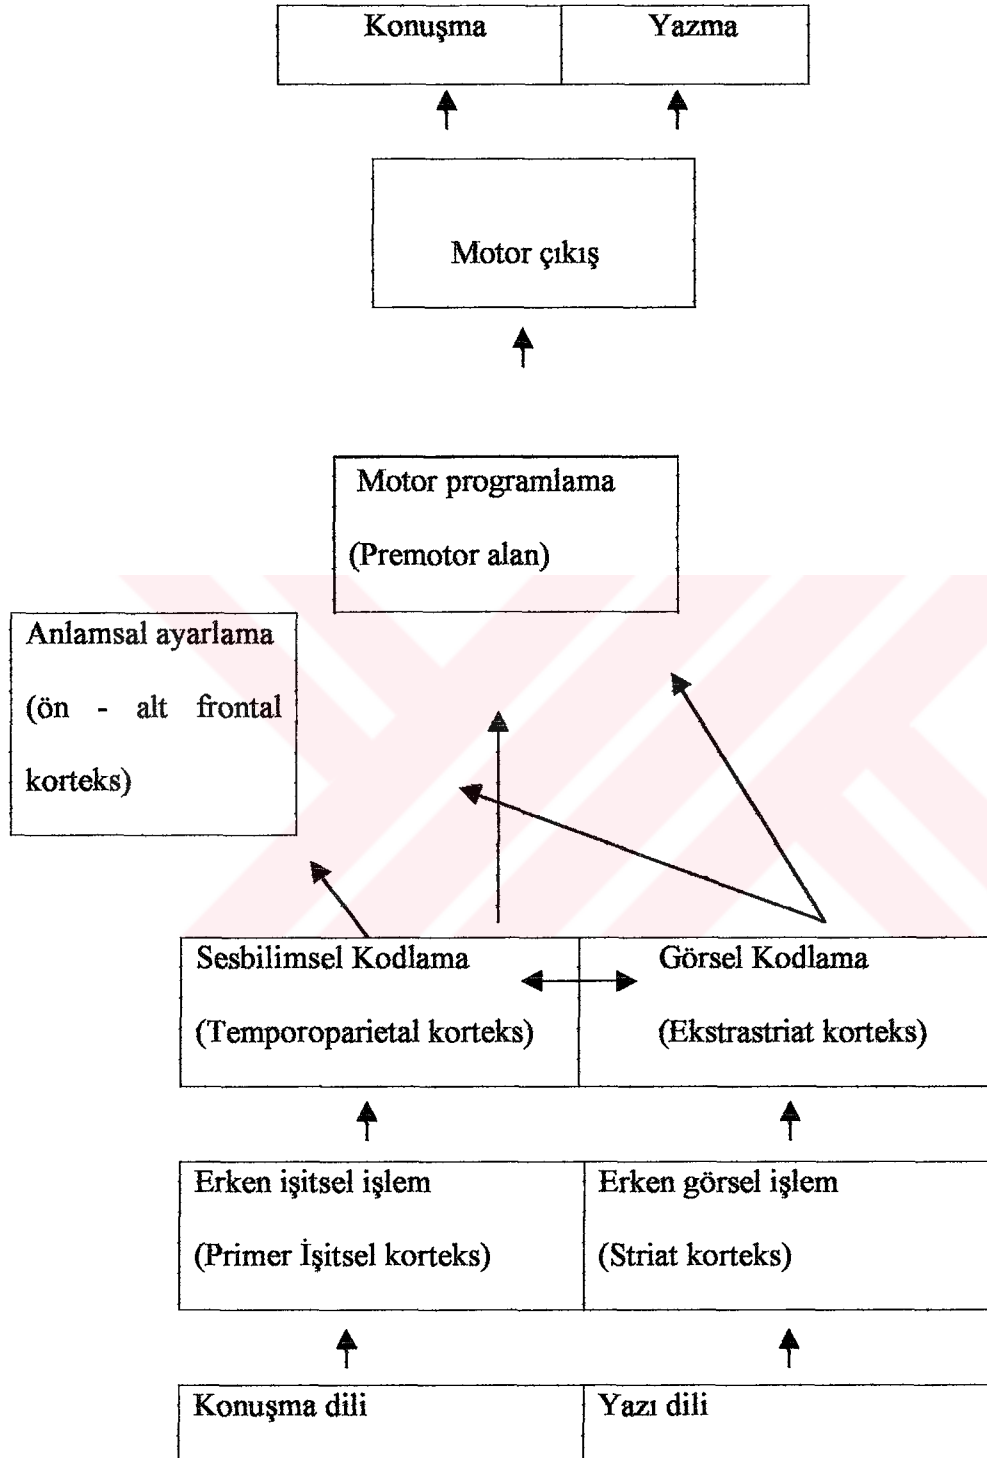 Konuşma Yazma
Motor çıkış
Motor programlama
(Premotor alan)
Anlamsal ayarlama
(ön - alt frontal
korteks)
Sesbilimsel Kodlama
(Temporoparietal korteks)
Görsel Kodlama
(Ekstrastriat korteks)
Erken işitsel işlem
(Primer İşitsel korteks)
Erken görsel işlem
(Striat korteks)
Konuşma dili
Yazı dili